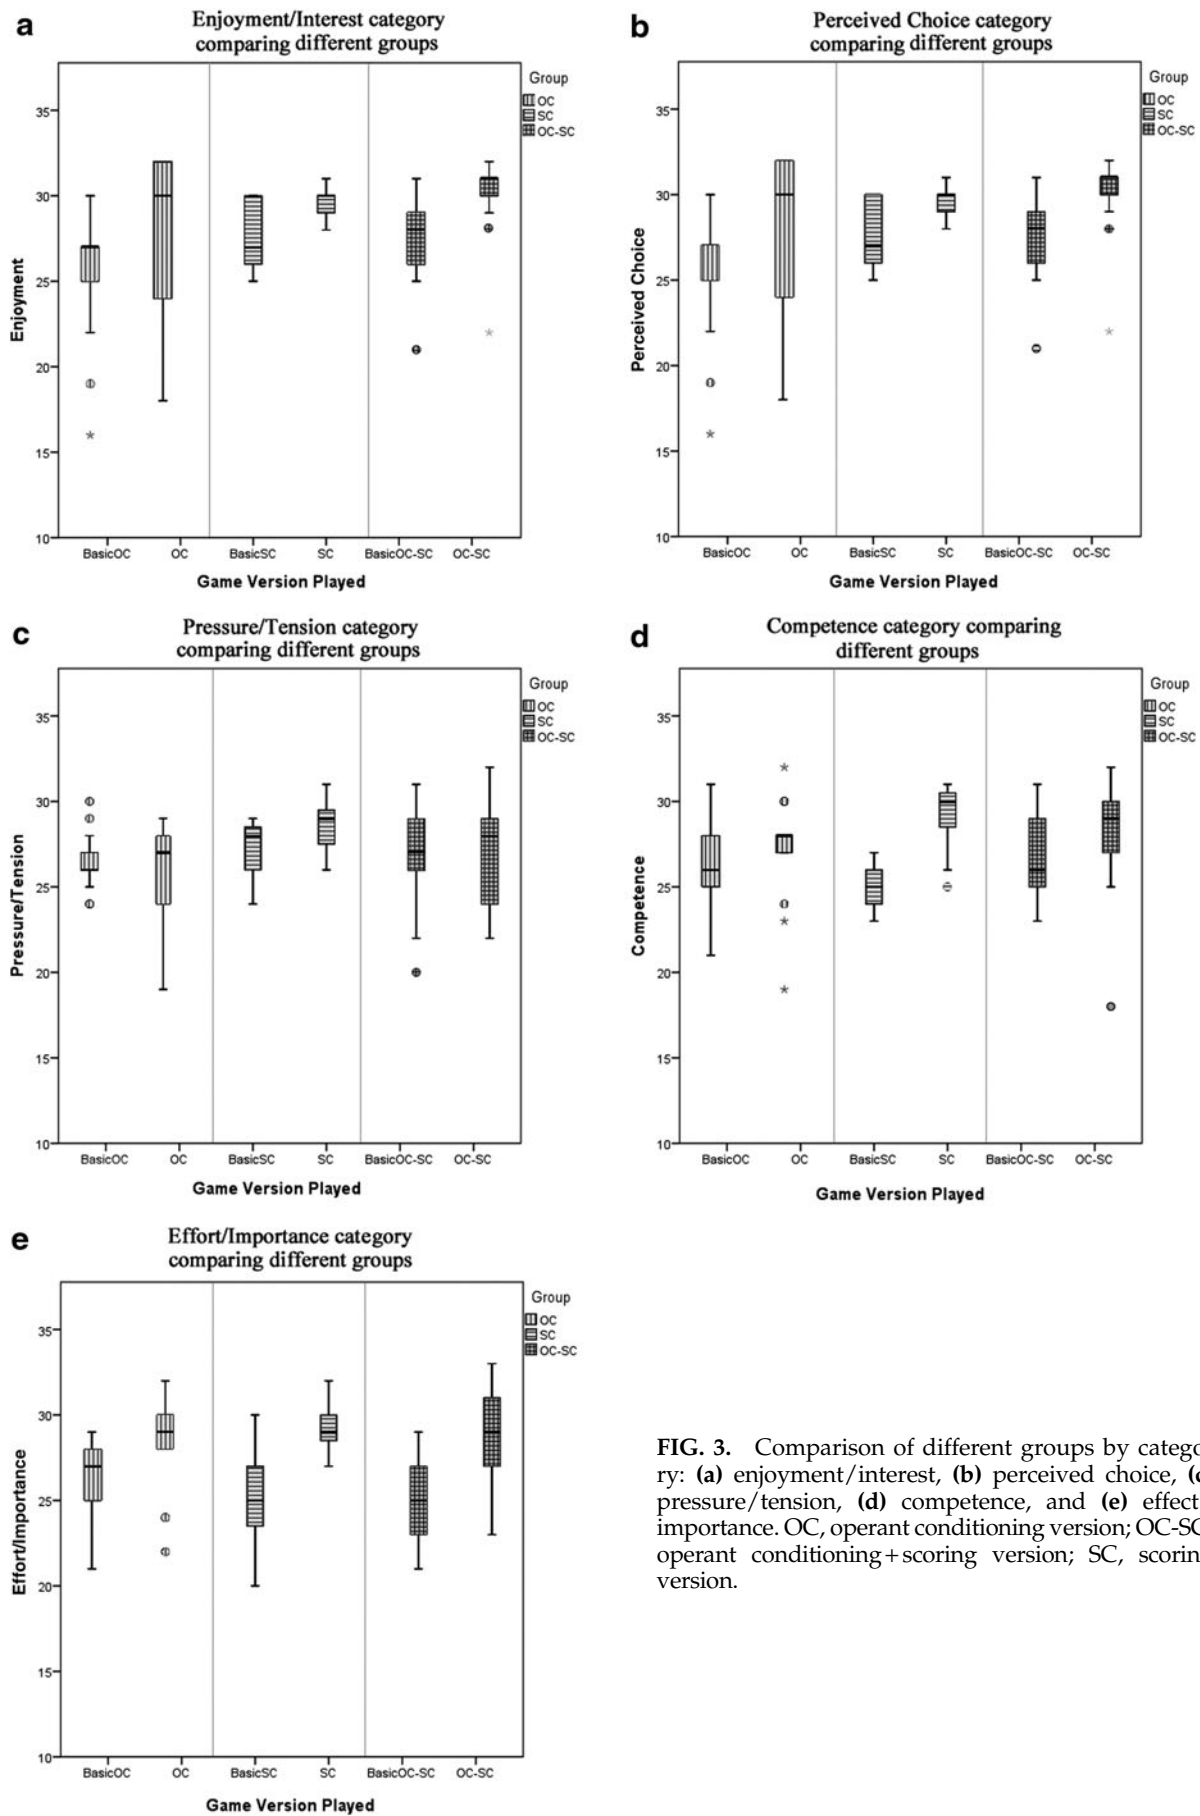 a
Enjoyment/Interest category
comparing different groups
Group
OC
SC
OC-SC
35
30
25
20
15
10
Enjoyment
BasicOC OC BasicSC SC BasicOC-SC OC-SC
Game Version Played
b
Perceived Choice category
comparing different groups
Group
OC
SC
OC-SC
35
30
25
20
15
10
Perceived Choice
BasicOC OC BasicSC SC BasicOC-SC OC-SC
Game Version Played
c
Pressure/Tension category
comparing different groups
Group
OC
SC
OC-SC
35
30
25
20
15
10
Pressure/Tension
BasicOC OC BasicSC SC BasicOC-SC OC-SC
Game Version Played
d
Competence category comparing
different groups
Group
OC
SC
OC-SC
35
30
25
20
15
10
Competence
BasicOC OC BasicSC SC BasicOC-SC OC-SC
Game Version Played
e
Effort/Importance category
comparing different groups
Group
OC
SC
OC-SC
35
30
25
20
15
10
Effort/Importance
BasicOC OC BasicSC SC BasicOC-SC OC-SC
Game Version Played
FIG. 3. Comparison of different groups by catego
ry: (a) enjoyment/interest, (b) perceived choice,
pressure/tension, (d) competence, and (e) effect
importance. OC, operant conditioning version; OC-SC
operant conditioning+scoring version; SC, scorin
version.